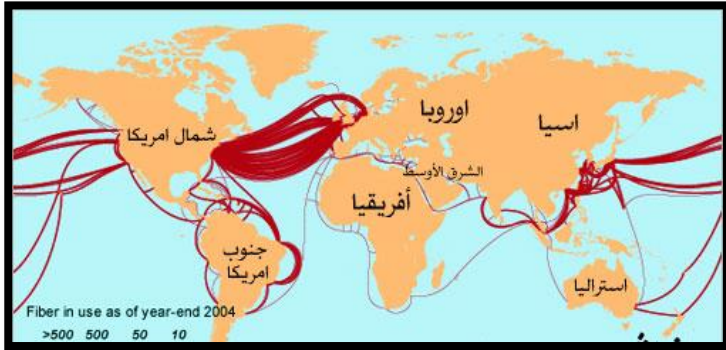 اوروبا
اسيا
شمال امريكا
الشرق الأوسط
أفريقيا
جنوب
امريكا
استراليا
Fiber in use as of year-end 2004
>500 500 50 10